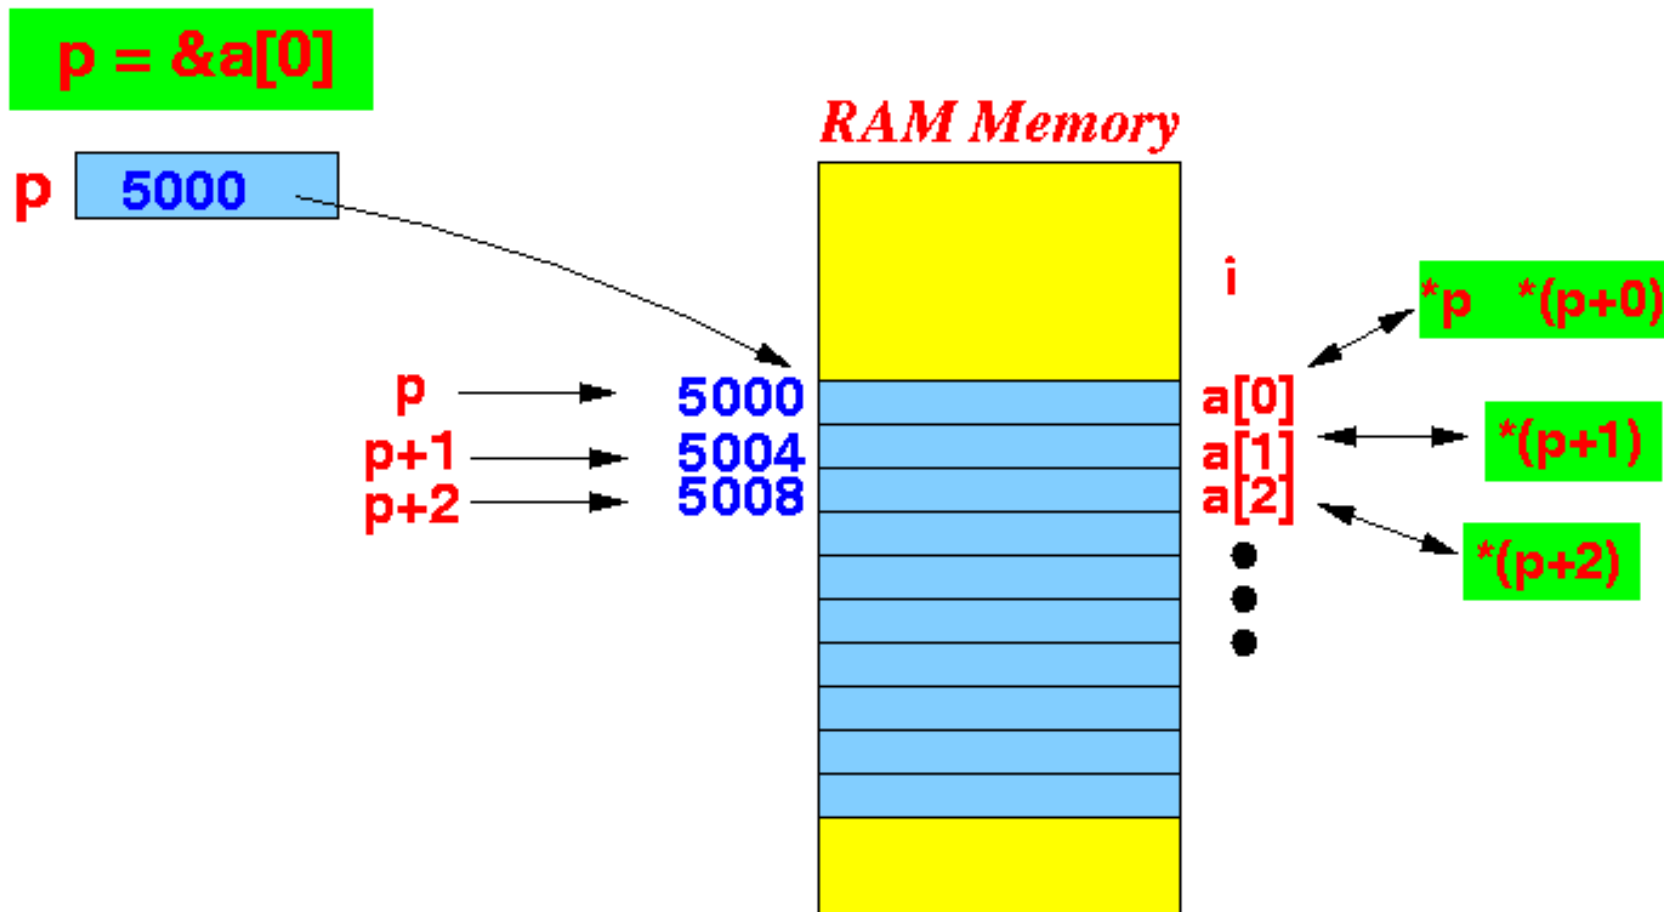 p = &a[0]
RAM Memory
p 5000
i
*p *(p+0)
p 5000 a[0]
p+1 5004 a[1] *(p+1)
p+2 5008 a[2]
*(p+2)